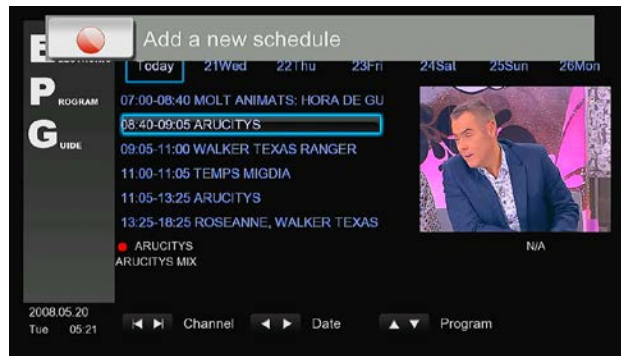 Add a new schedule
ELECTRONIC
Today 21Wed 22Thu 23Fri 24Sat 25Sun 26Mon
PROGRAM
07:00-08:40 MOLT ANIMATS: HORA DE GU
08:40-09:05 ARUCITYS
GUIDE
09:05-11:00 WALKER TEXAS RANGER
11:00-11:05 TEMPS MIGDIA
11:05-13:25 ARUCITYS
13:25-18:25 ROSEANNE, WALKER TEXAS
ARUCITYS N/A
ARUCITYS MIX
2008.05.20
Tue 05:21 Channel Date Program